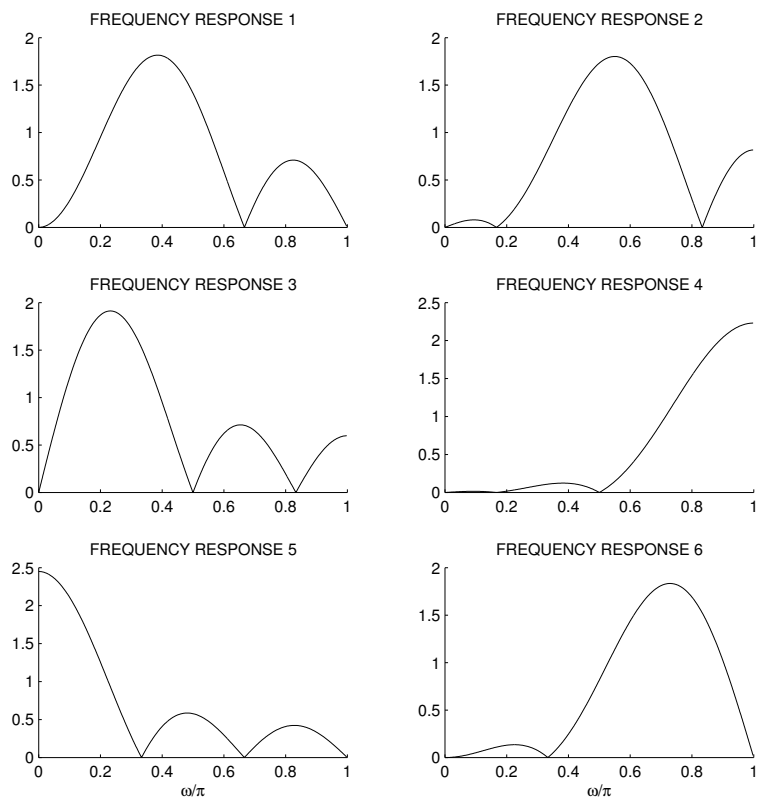 FREQUENCY RESPONSE 1
2
1.5
1
0.5
0
0 0.2 0.4 0.6 0.8 1
FREQUENCY RESPONSE 2
2
1.5
1
0.5
0
0 0.2 0.4 0.6 0.8 1
FREQUENCY RESPONSE 3
2
1.5
1
0.5
0
0 0.2 0.4 0.6 0.8 1
FREQUENCY RESPONSE 4
2.5
2
1.5
1
0.5
0
0 0.2 0.4 0.6 0.8 1
FREQUENCY RESPONSE 5
2.5
2
1.5
1
0.5
0
0 0.2 0.4 0.6 0.8 1
ω/π
FREQUENCY RESPONSE 6
2
1.5
1
0.5
0
0 0.2 0.4 0.6 0.8 1
ω/π